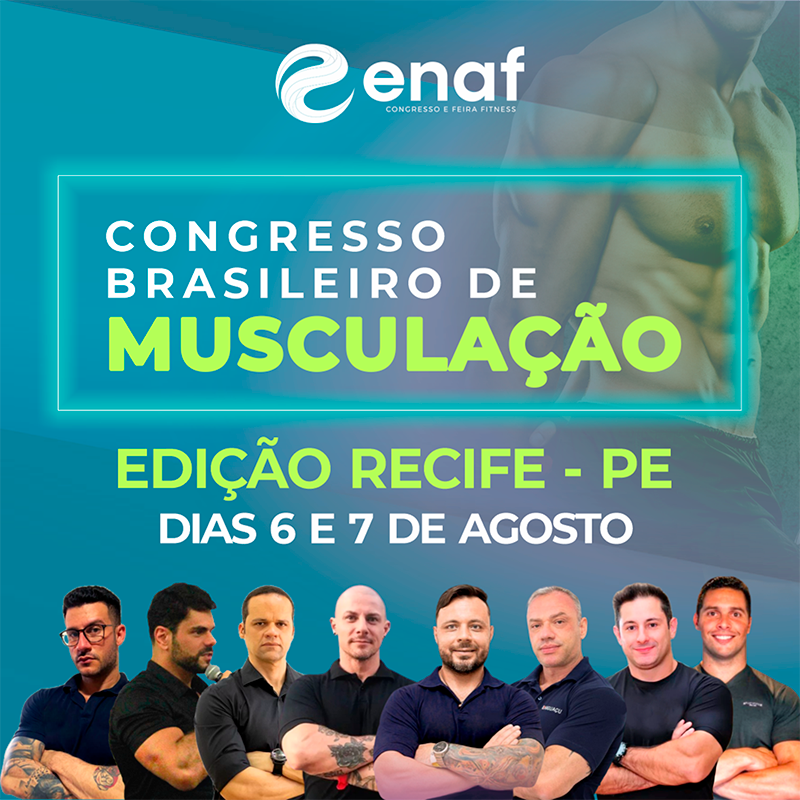 enaf
CONGRESSO E FEIRA FITNESS
CONGRESSO
BRASILEIRO DE
MUSCULAÇÃO
EDIÇÃO RECIFE - PE
DIAS 6 E 7 DE AGOSTO